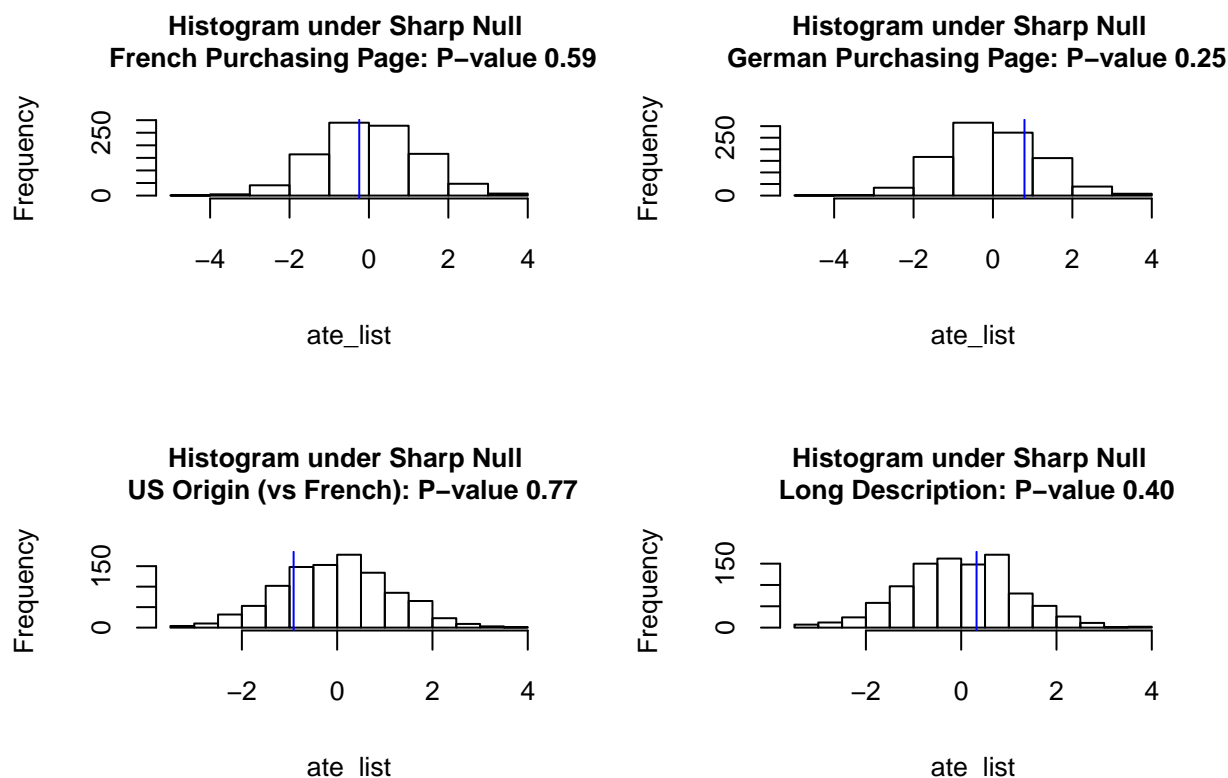 Histogram under Sharp Null
French Purchasing Page: P−value 0.59
Frequency
250
0
−4 −2 0 2 4
ate_list
Histogram under Sharp Null
German Purchasing Page: P−value 0.25
Frequency
250
0
−4 −2 0 2 4
ate_list
Histogram under Sharp Null
US Origin (vs French): P−value 0.77
Frequency
150
0
−2 0 2 4
ate_list
Histogram under Sharp Null
Long Description: P−value 0.40
Frequency
150
0
−2 0 2 4
ate_list